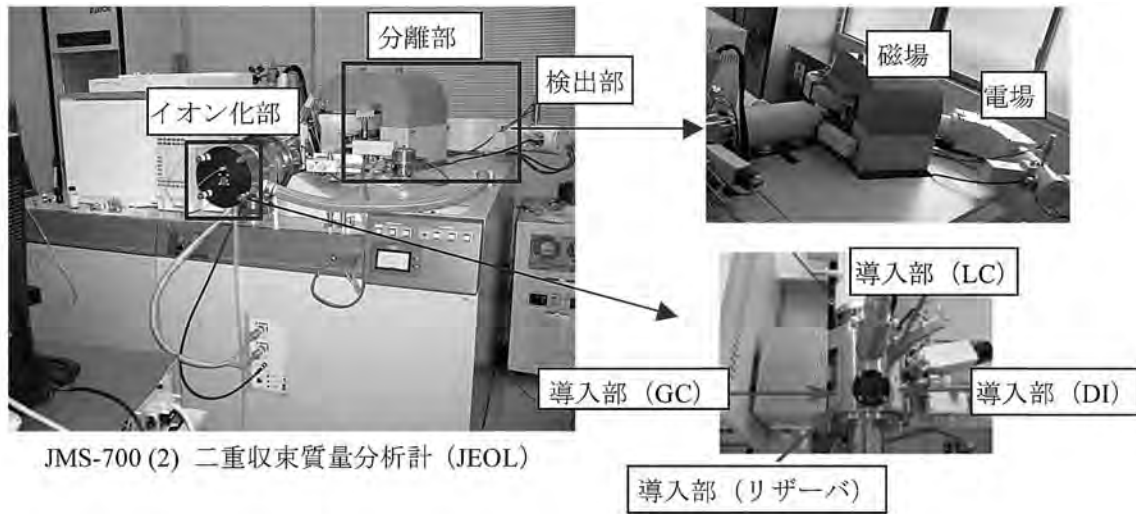 分離部
検出部
イオン化部
磁場
電場
導入部（LC）
導入部（GC）
導入部（DI）
導入部（リザーバ）
JMS-700 (2) 二重収束質量分析計（JEOL）